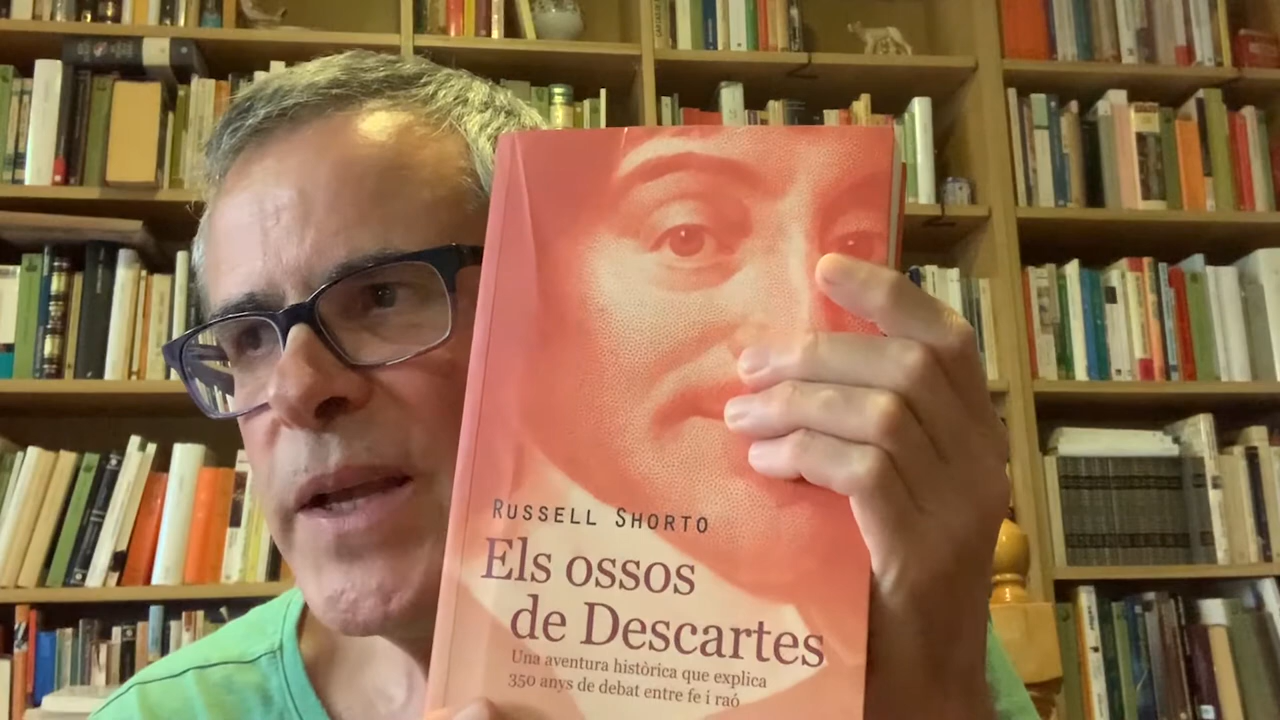 RUSSELL SHORTO
Els ossos
de Descartes
Una aventura històrica que explica
350 anys de debat entre fe i raó